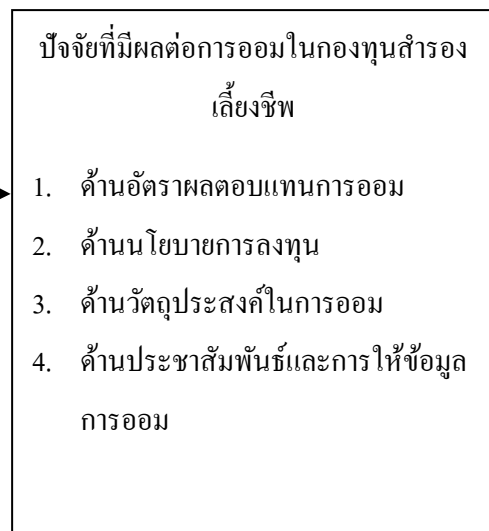 ปัจจัยที่มีผลต่อการออมในกองทุนสำรอง
เลี้ยงชีพ
1. ด้านอัตราผลตอบแทนการออม
2. ด้านนโยบายการลงทุน
3. ด้านวัตถุประสงค์ในการออม
4. ด้านประชาสัมพันธ์และการให้ข้อมูล
การออม